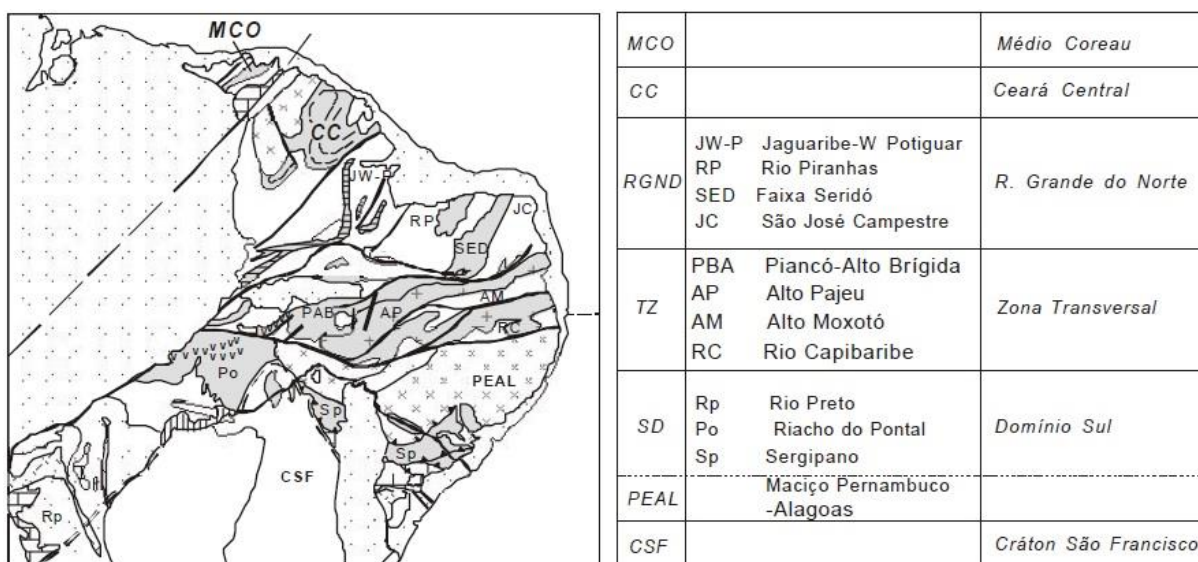 MCO
CC
JW-
RP
JC
SED
PAB
AP
AM
RC
Po
PEAL
Sp
Sp
CSF
Rp
MCO Médio Coreau
CC Ceará Central
RGND
JW-P Jaguaribe-W Potiguar
RP Rio Piranhas
SED Faixa Seridó
JC São José Campestre
R. Grande do Norte
TZ
PBA Piancó-Alto Brígida
AP Alto Pajeu
AM Alto Moxotó
RC Rio Capibaribe
Zona Transversal
SD
Rp Rio Preto
Po Riacho do Pontal
Sp Sergipano
Domínio Sul
PEAL
Maciço Pernambuco
-Alagoas
CSF Cráton São Francisco